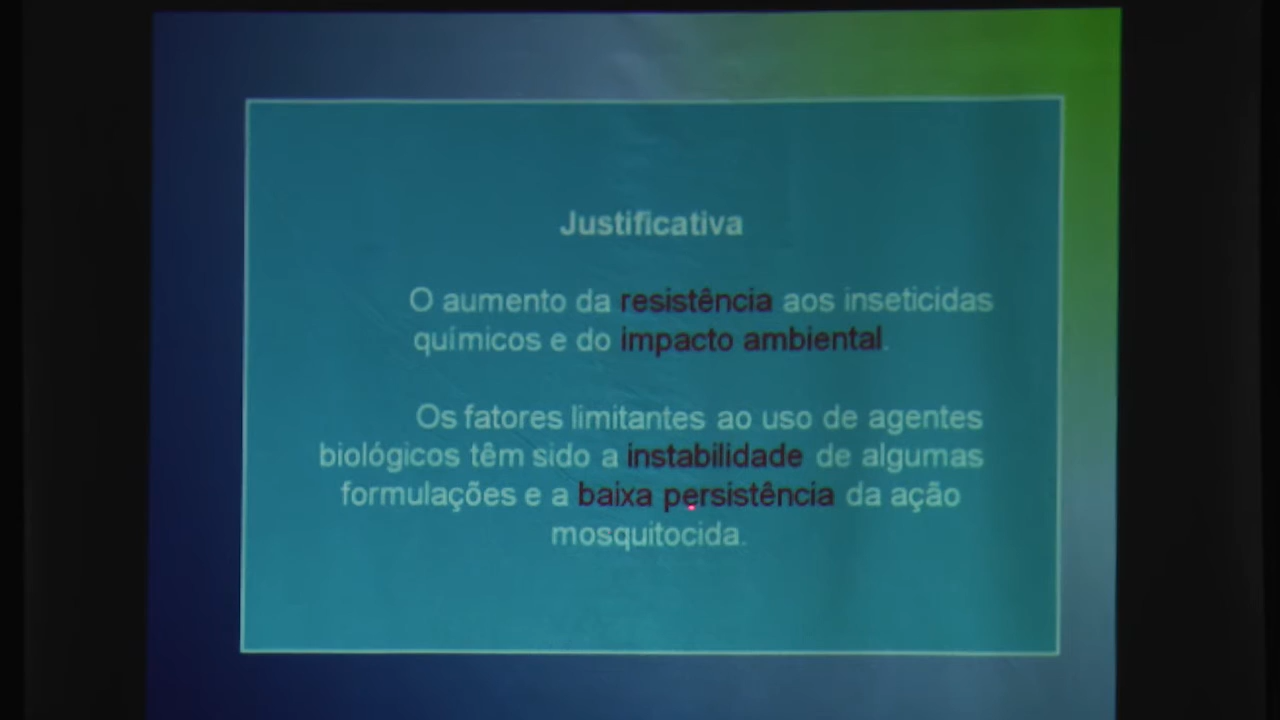 Justificativa
O aumento da resistência aos inseticidas
químicos e do impacto ambiental.
Os fatores limitantes ao uso de agentes
biológicos têm sido a instabilidade de algumas
formulações e a baixa persistência da ação
mosquitocida.